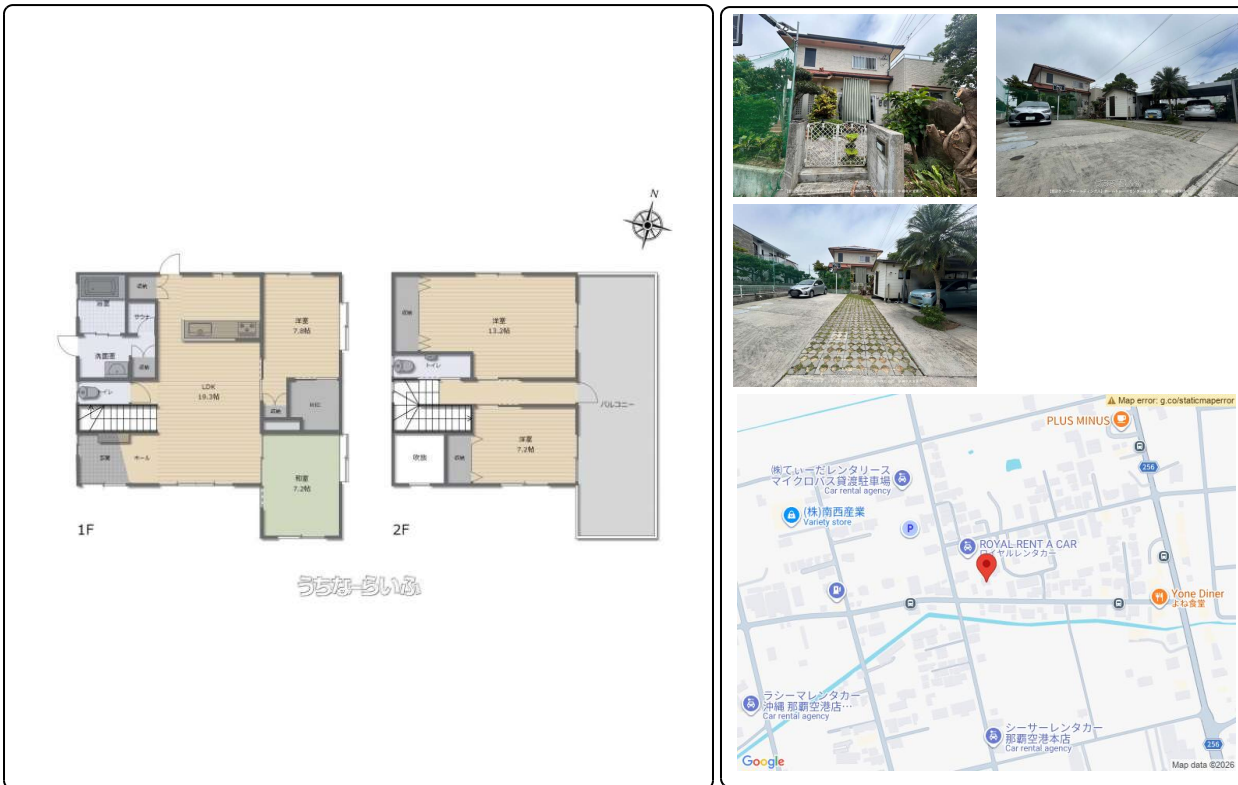 N
浴室
収納
サウナ
洗面室
収納
トイレ
LDK
19.3帖
玄関
ホール
洋室
7.8帖
収納
WIC
和室
7.2帖
1F
収納
洋室
13.2帖
トイレ
洋室
7.2帖
収納
吹抜
バルコニー
2F
うちなーらいふ
Map error: g.co/staticmaperror
PLUS MINUS
256
㈱てぃーだレンタリース
マイクロバス貸渡駐車場
Car rental agency
(株)南西産業
Variety store
P
ROYAL RENT A CAR
ロイヤルレンタカー
Yone Diner
よね食堂
ラシーマレンタカー
沖縄 那覇空港店…
Car rental agency
シーサーレンタカー
那覇空港本店
Car rental agency
256
Google
Map data ©2026